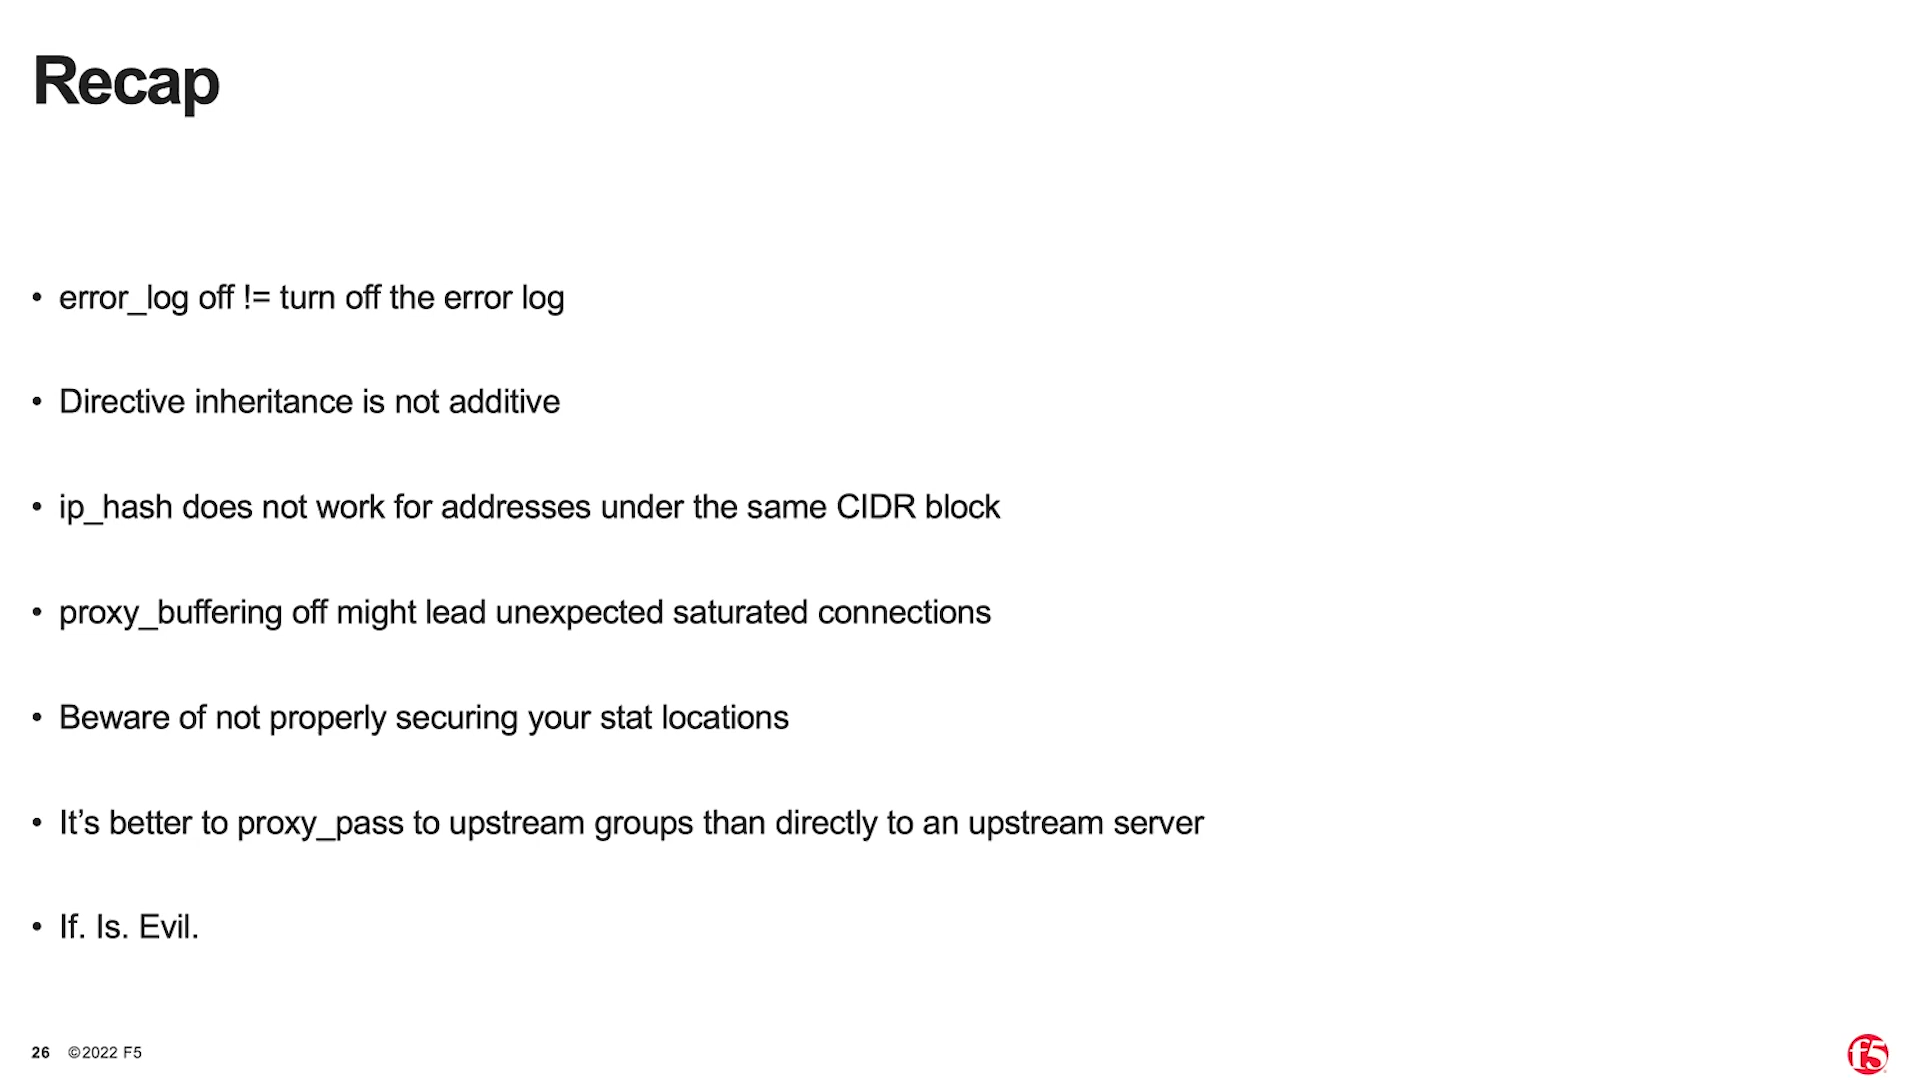 Recap
• error_log off != turn off the error log
• Directive inheritance is not additive
• ip_hash does not work for addresses under the same CIDR block
• proxy_buffering off might lead unexpected saturated connections
• Beware of not properly securing your stat locations
• It’s better to proxy_pass to upstream groups than directly to an upstream server
• If. Is. Evil.
26 ©2022 F5
f5